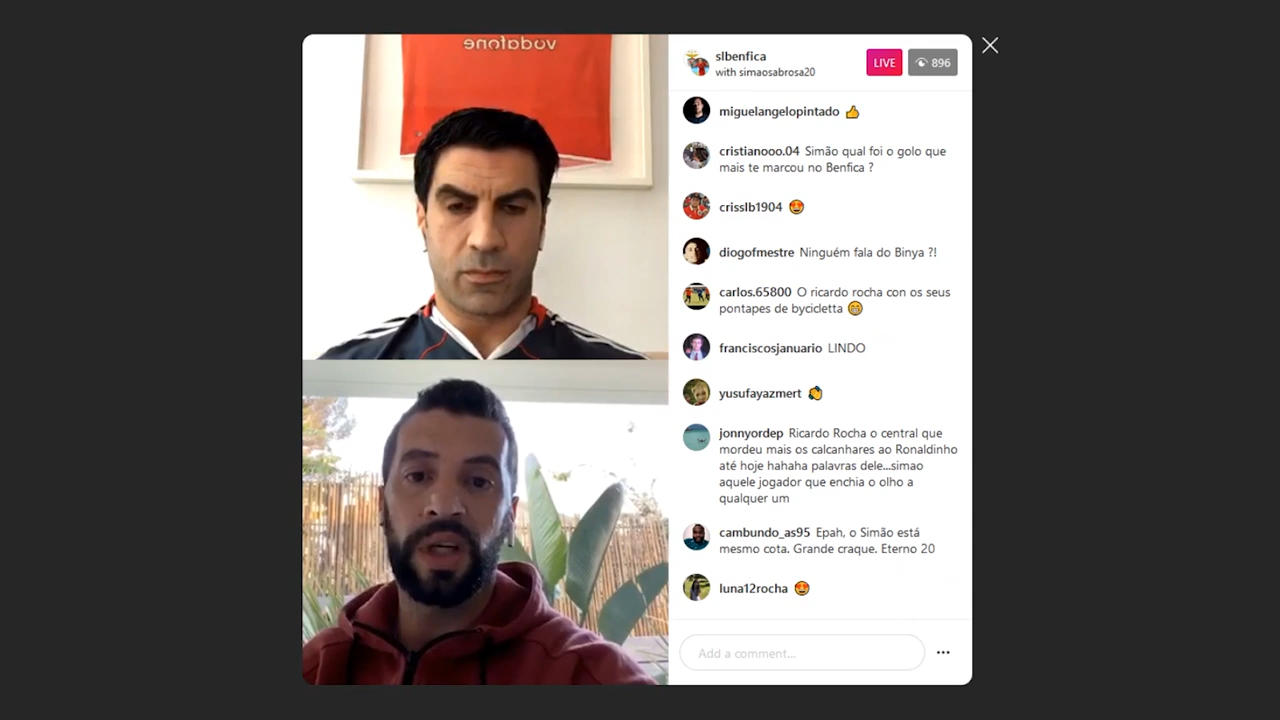 vodafone
slbenfica
with simaosabrosa20
LIVE
896
miguelangelopintado 👍
cristianooo.04 Simão qual foi o golo que
mais te marcou no Benfica ?
crisslb1904 😍
diogofmestre Ninguém fala do Binya ?!
carlos.65800 O ricardo rocha con os seus
pontapes de bycicletta 😁
franciscosjanuario LINDO
yusufayazmert 👏
jonnyordep Ricardo Rocha o central que
mordeu mais os calcanhares ao Ronaldinho
até hoje hahaha palavras dele...simao
aquele jogador que enchia o olho a
qualquer um
cambundo_as95 Epah, o Simão está
mesmo cota. Grande craque. Eterno 20
luna12rocha 😍
Add a comment...